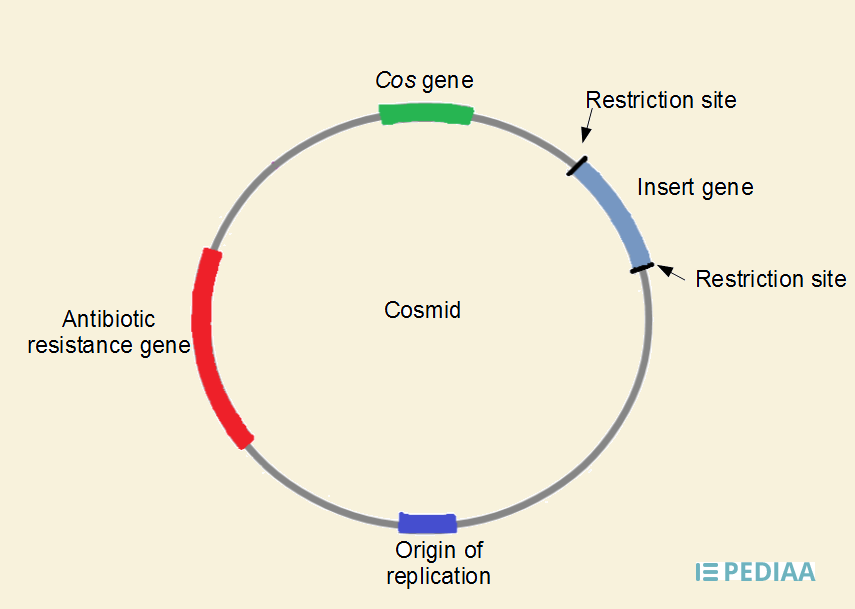 Cos gene
Restriction site
Insert gene
Restriction site
Cosmid
Antibiotic
resistance gene
Origin of
replication
PEDIAA